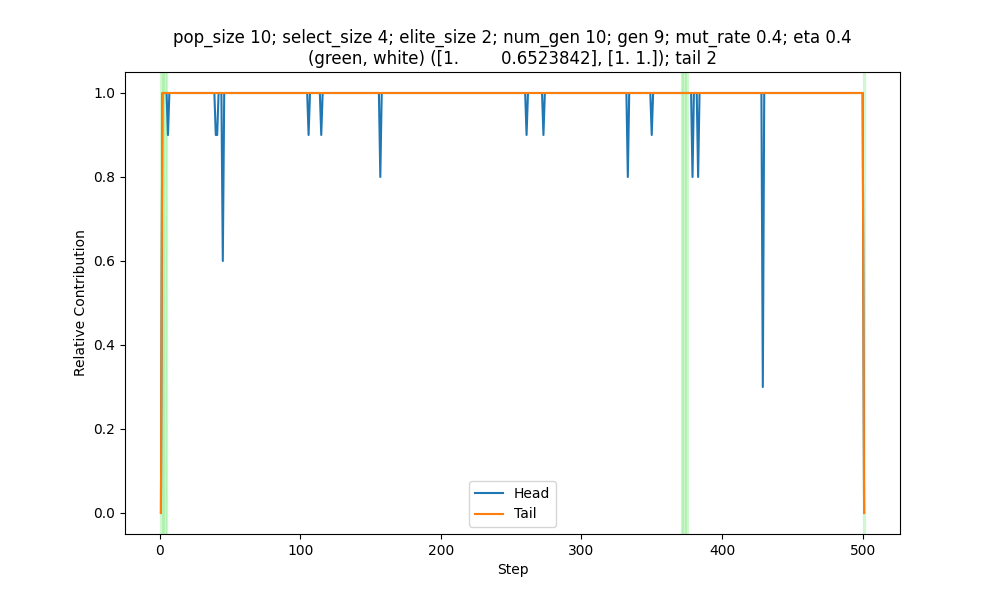 pop_size 10; select_size 4; elite_size 2; num_gen 10; gen 9; mut_rate 0.4; eta 0.4
(green, white) ([1.        0.6523842], [1. 1.]); tail 2
Relative Contribution
1.0
0.8
0.6
0.4
0.2
0.0
Head
Tail
0
100
200
300
400
500
Step